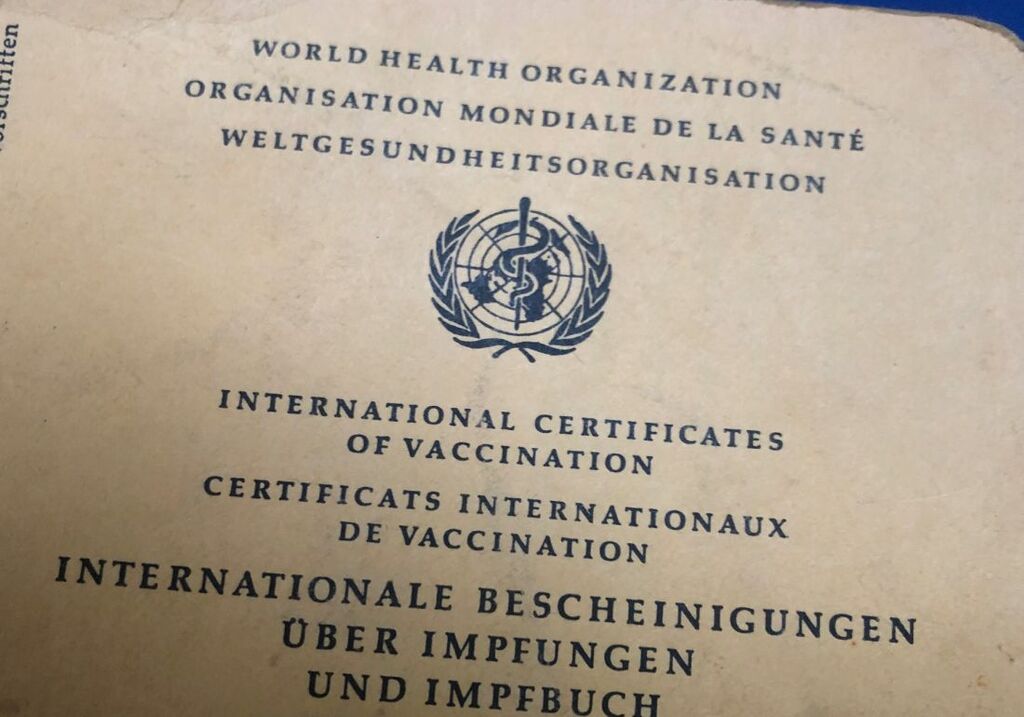 WORLD HEALTH ORGANIZATION
ORGANISATION MONDIALE DE LA SANTÉ
WELTGESUNDHEITSORGANISATION
INTERNATIONAL CERTIFICATES
OF VACCINATION
CERTIFICATS INTERNATIONAUX
DE VACCINATION
INTERNATIONALE BESCHEINIGUNGEN
ÜBER IMPFUNGEN
UND IMPFBUCH